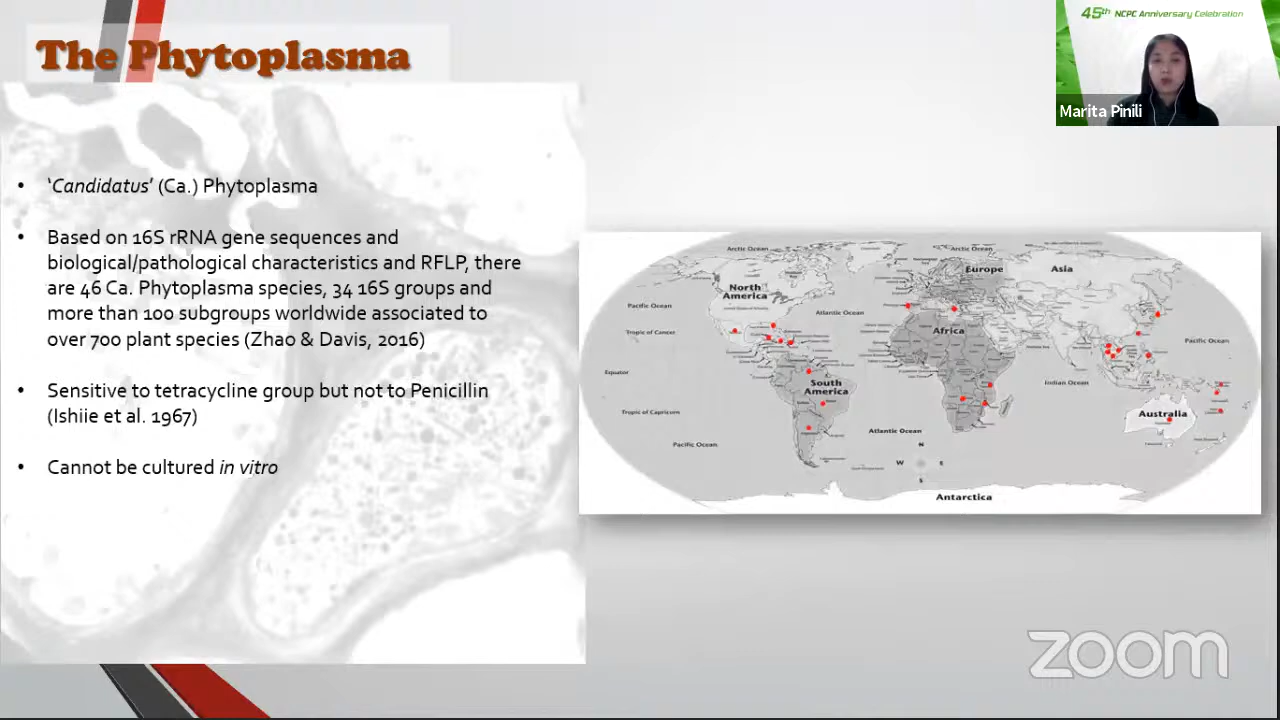 The Phytoplasma
45th NCPC Anniversary Celebration
Marita Pinili
• 'Candidatus' (Ca.) Phytoplasma
• Based on 16S rRNA gene sequences and
biological/pathological characteristics and RFLP, there
are 46 Ca. Phytoplasma species, 34 16S groups and
more than 100 subgroups worldwide associated to
over 700 plant species (Zhao & Davis, 2016)
• Sensitive to tetracycline group but not to Penicillin
(Ishiie et al. 1967)
• Cannot be cultured in vitro
Arctic Ocean
Arctic Ocean
Europe
Asia
North
America
Pacific Ocean
Atlantic Ocean
Tropic of Cancer
Africa
Pacific Ocean
Equator
South
America
Indian Ocean
Tropic of Capricorn
Australia
Atlantic Ocean
Pacific Ocean
N
W
E
S
Antarctica
zoom